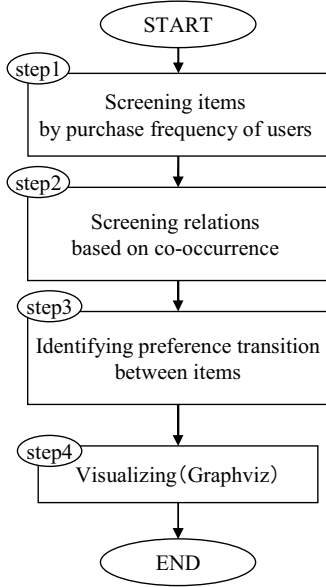 START
step1
Screening items
by purchase frequency of users
step2
Screening relations
based on co-occurrence
step3
Identifying preference transition
between items
step4
Visualizing（Graphviz）
END